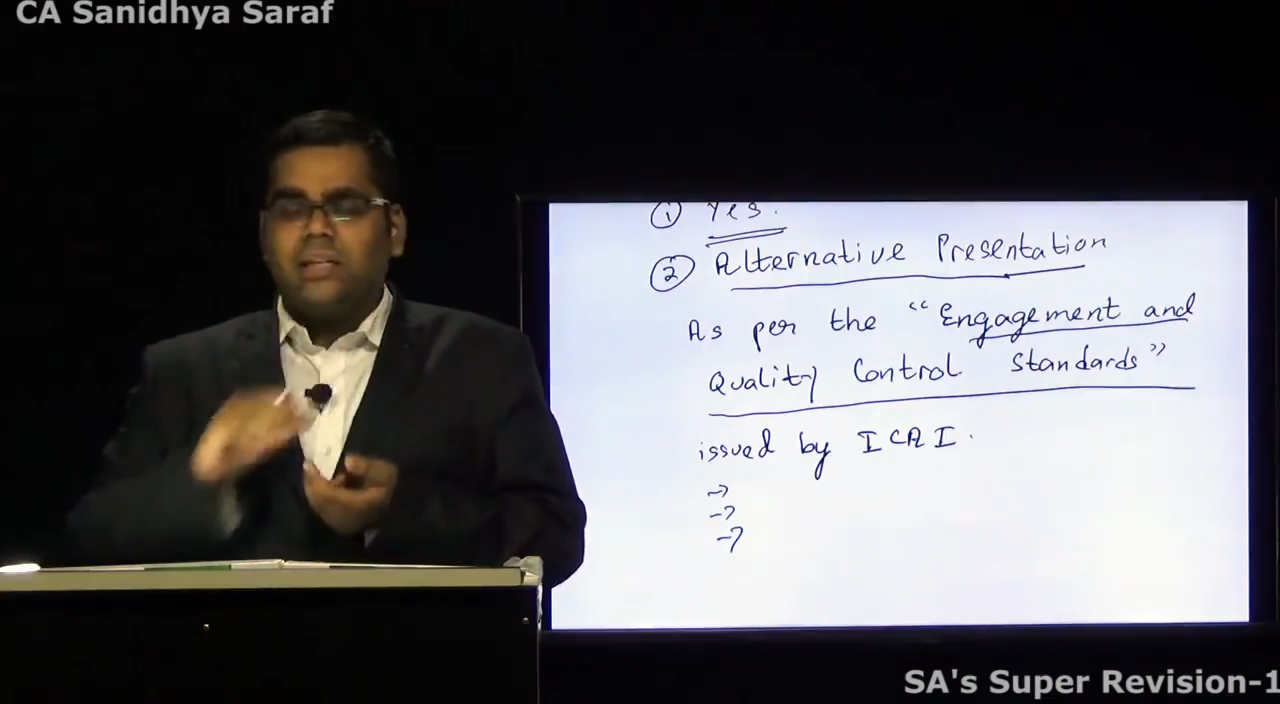 CA Sanidhya Saraf
① Yes.
② Alternative Presentation
As per the "Engagement and
Quality Control Standards"
issued by ICAI.
→
→
→
SA's Super Revision-1